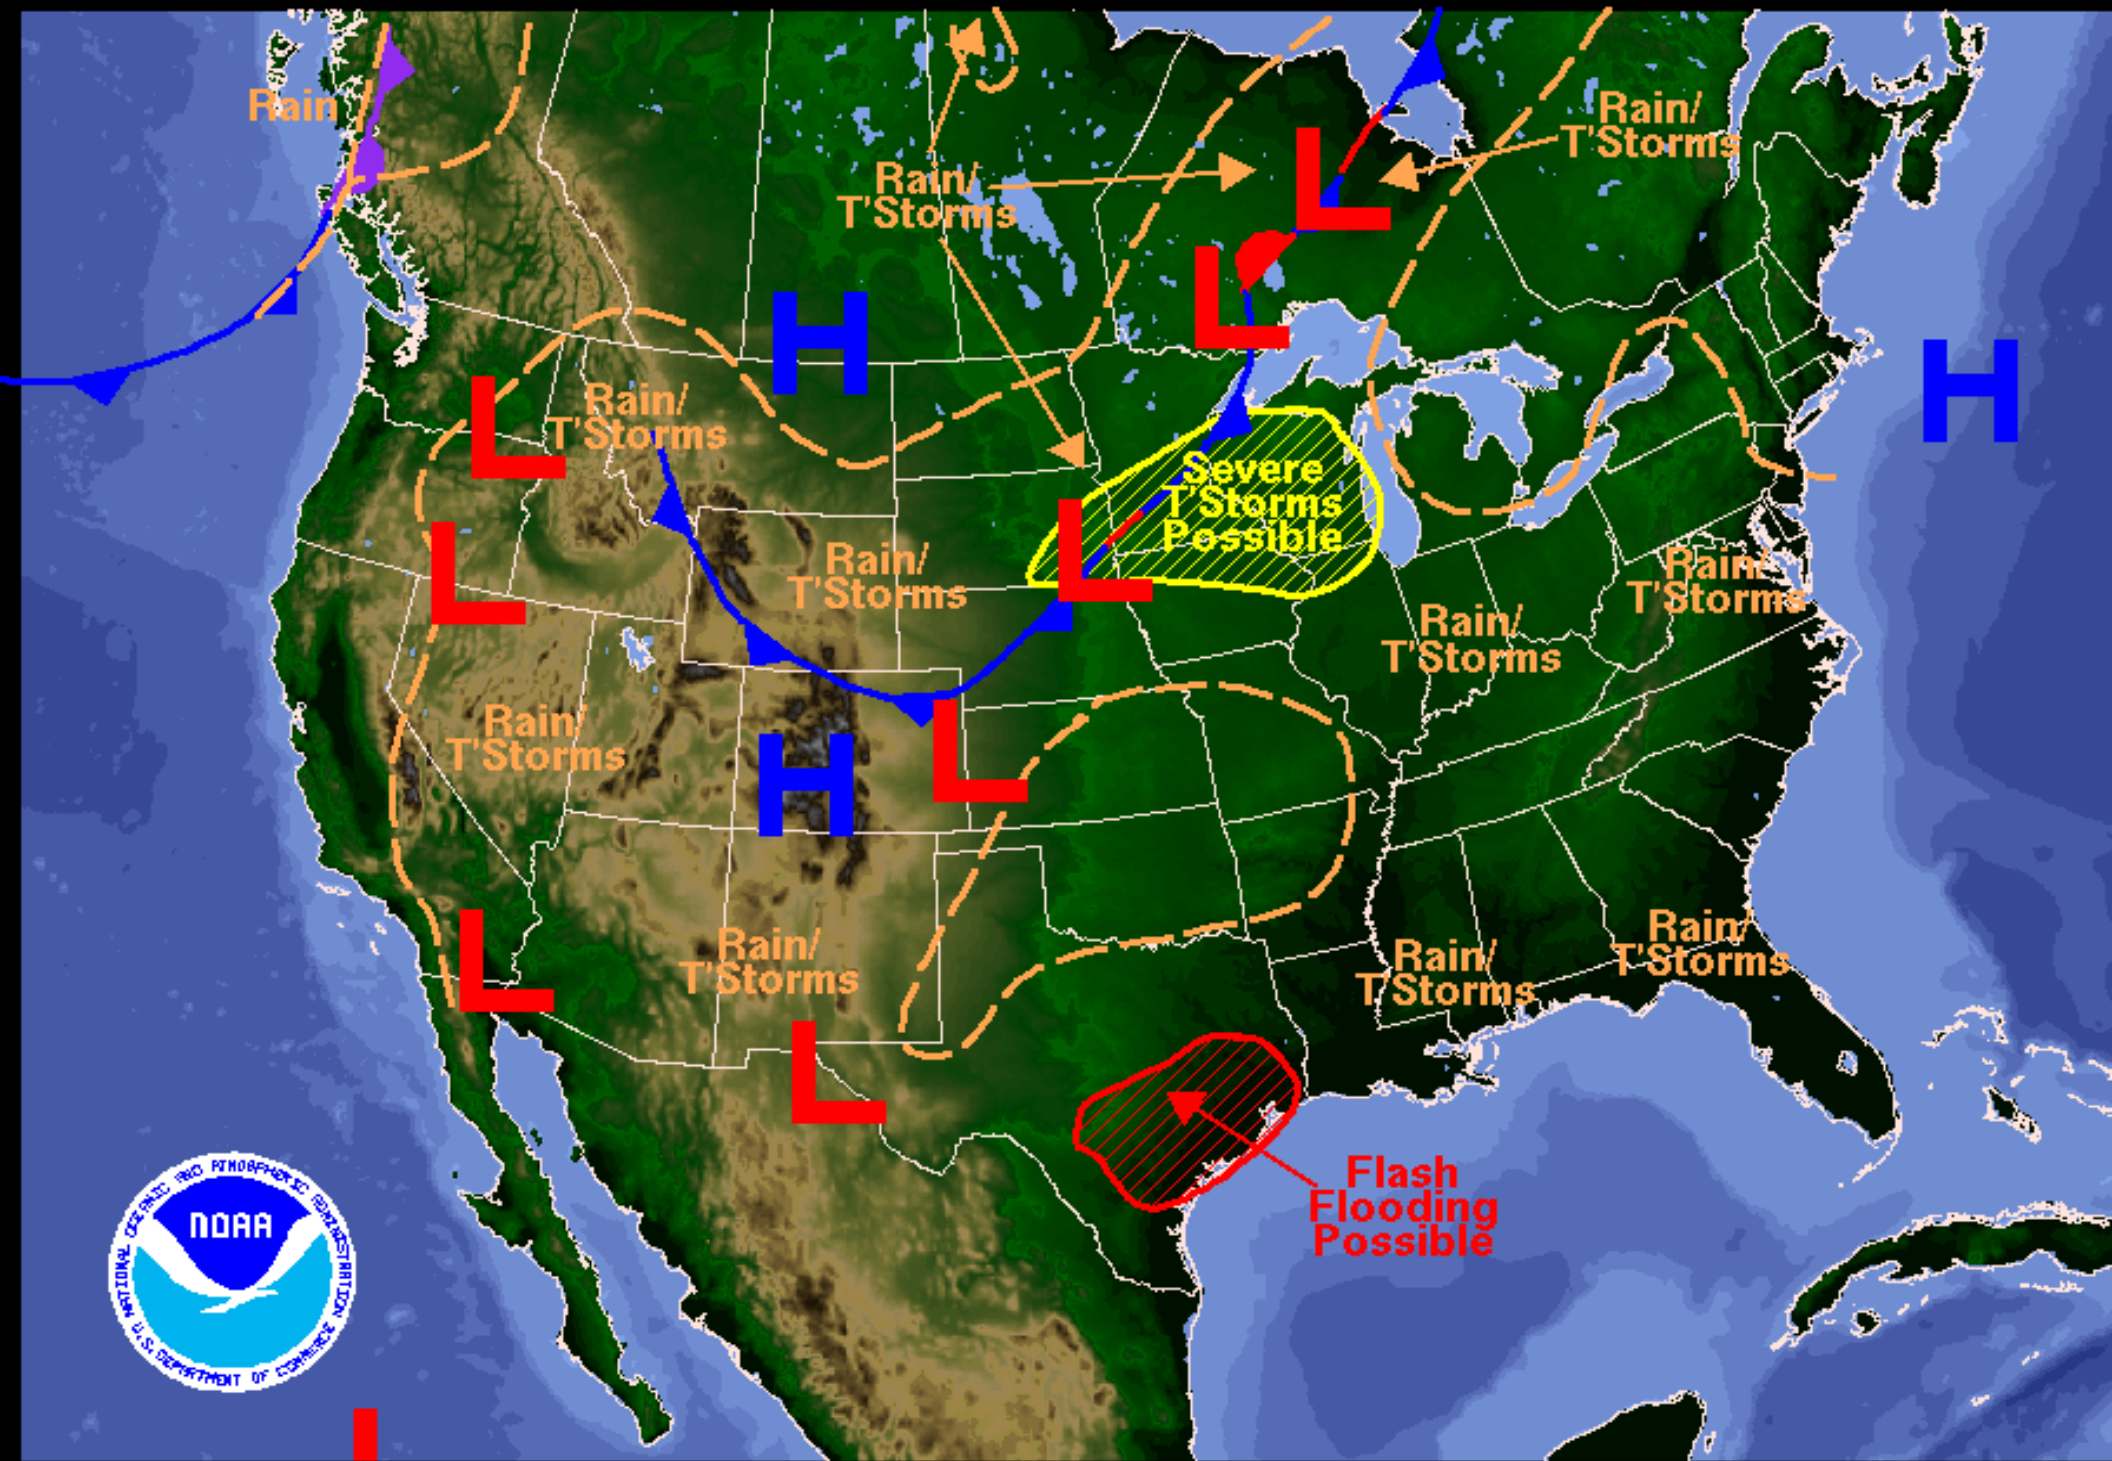 Rain
Rain/
T'Storms
Rain/
T'Storms
H
L
L
H
L
Rain/
T'Storms
L
Severe
T'Storms
Possible
L
L
Rain/
T'Storms
Rain/
T'Storms
Rain/
T'Storms
Rain/
T'Storms
H
L
L
Rain/
T'Storms
Rain/
T'Storms
Rain/
T'Storms
L
Flash
Flooding
Possible
NATIONAL OCEANIC AND ATMOSPHERIC ADMINISTRATION
NOAA
U.S. DEPARTMENT OF COMMERCE